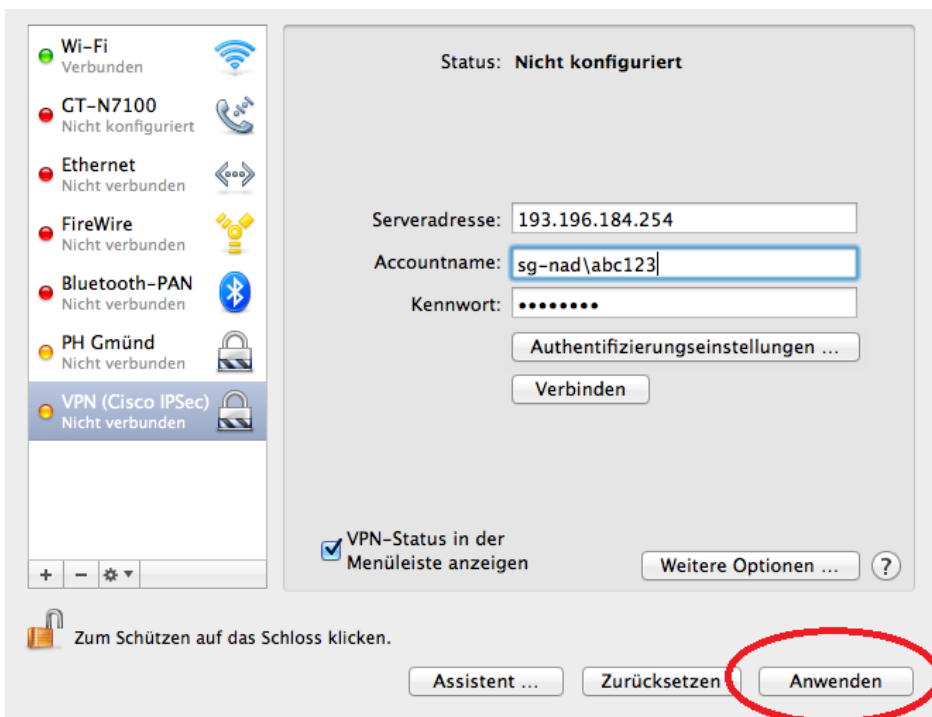 Wi-Fi
Verbunden
GT-N7100
Nicht konfiguriert
Ethernet
Nicht verbunden
FireWire
Nicht verbunden
Bluetooth-PAN
Nicht verbunden
PH Gmünd
Nicht verbunden
VPN (Cisco IPSec)
Nicht verbunden
+ −
Status: Nicht konfiguriert
Serveradresse: 193.196.184.254
Accountname: sg-nad\abc123
Kennwort: ••••••••
Authentifizierungseinstellungen ...
Verbinden
VPN-Status in der
Menüleiste anzeigen
Weitere Optionen ... ?
Zum Schützen auf das Schloss klicken.
Assistent ... Zurücksetzen Anwenden